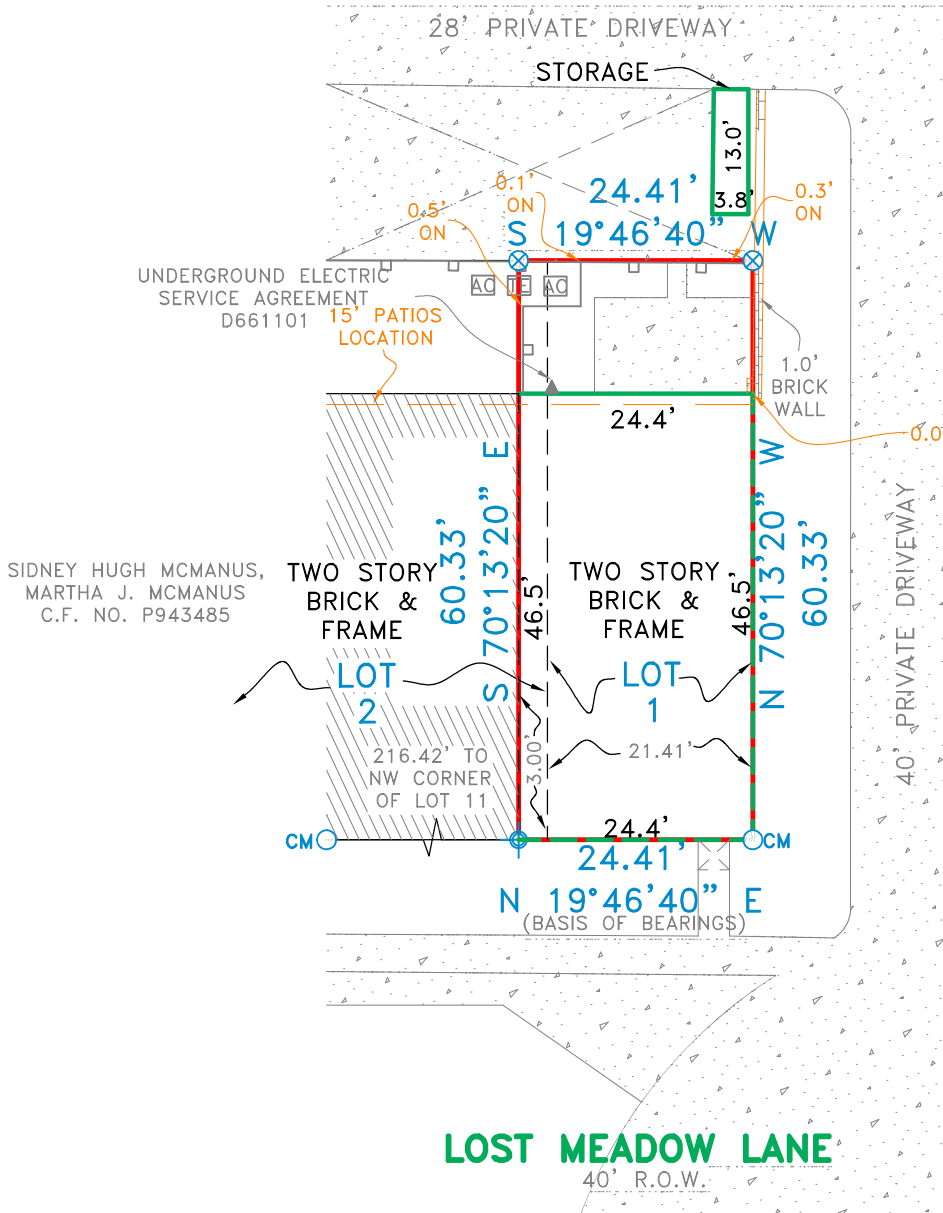 28' PRIVATE DRIVEWAY
STORAGE
13.0'
3.8'
0.1'
ON
24.41'
0.3'
ON
0.5'
ON
S 19°46'40" W
UNDERGROUND ELECTRIC
SERVICE AGREEMENT
D661101
AC TE AC
15' PATIOS
LOCATION
1.0'
BRICK
WALL
24.4'
0.0
S 70°13'20" E
60.33'
46.5'
46.5'
N 70°13'20" W
60.33'
40' PRIVATE DRIVEWAY
SIDNEY HUGH MCMANUS,
MARTHA J. MCMANUS
C.F. NO. P943485
TWO STORY
BRICK &
FRAME
TWO STORY
BRICK &
FRAME
LOT
2
LOT
1
216.42' TO
NW CORNER
OF LOT 11
3.00'
21.41'
CM
24.4'
CM
24.41'
N 19°46'40" E
(BASIS OF BEARINGS)
LOST MEADOW LANE
40' R.O.W.